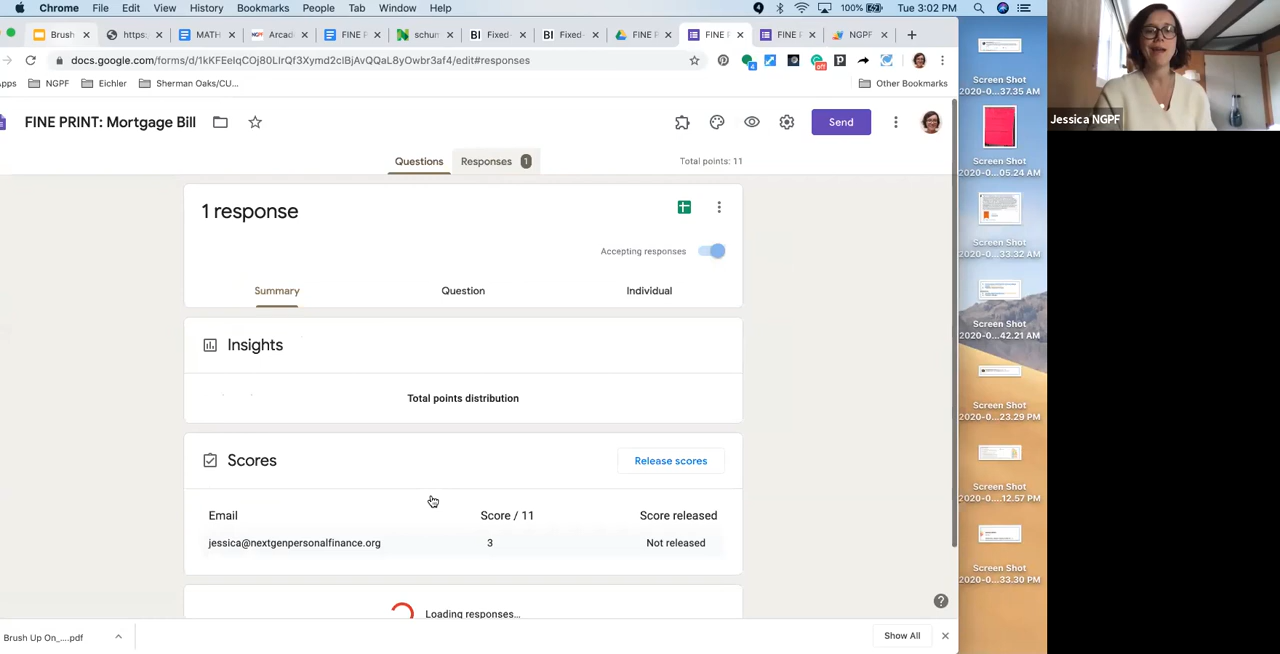 Chrome File Edit View History Bookmarks People Tab Window Help 100% Tue 3:02 PM
Brush https: MATH Arcad FINE P schur Fixed- Fixed- FINE P FINE FINE P NGPF
docs.google.com/forms/d/1kKFEelqCOj80LIrQf3Xymd2clBjAvQQaL8yOwbr3af4/edit#responses
pps NGPF Eichler Sherman Oaks/CU... Other Bookmarks
FINE PRINT: Mortgage Bill Send
Questions Responses 1 Total points: 11
1 response
Accepting responses
Summary Question Individual
Insights
Total points distribution
Scores Release scores
Email Score / 11 Score released
3 Not released
Loading responses...
Brush Up On_....pdf Show All
Screen Shot
2020-0...37.35 AM
Screen Shot
2020-0...05.24 AM
Screen Shot
2020-0...33.32 AM
Screen Shot
2020-0...42.21 AM
Screen Shot
2020-0...23.29 PM
Screen Shot
2020-0....12.57 PM
Screen Shot
2020-0...33.30 PM
Jessica NGPF